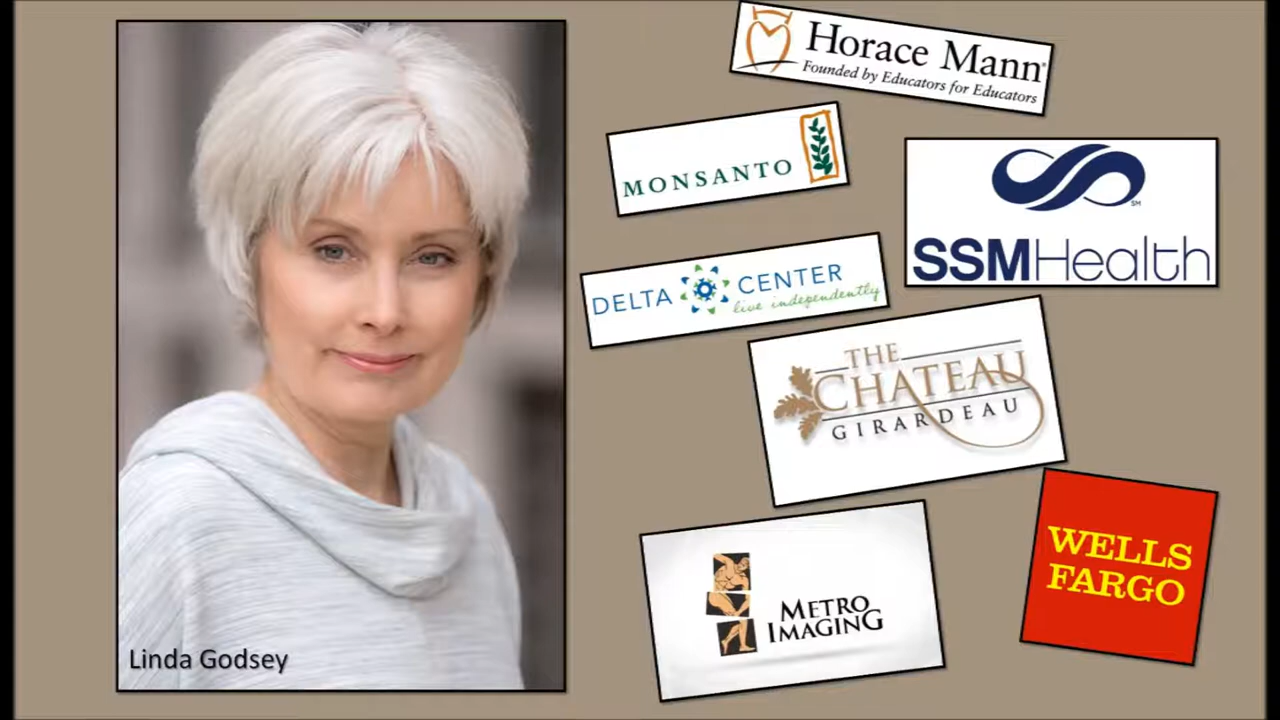 Horace Mann®
Founded by Educators for Educators
MONSANTO
SSMHealth
SM
DELTA CENTER
live independently
THE
CHATEAU
GIRARDEAU
WELLS
FARGO
METRO
IMAGING
Linda Godsey